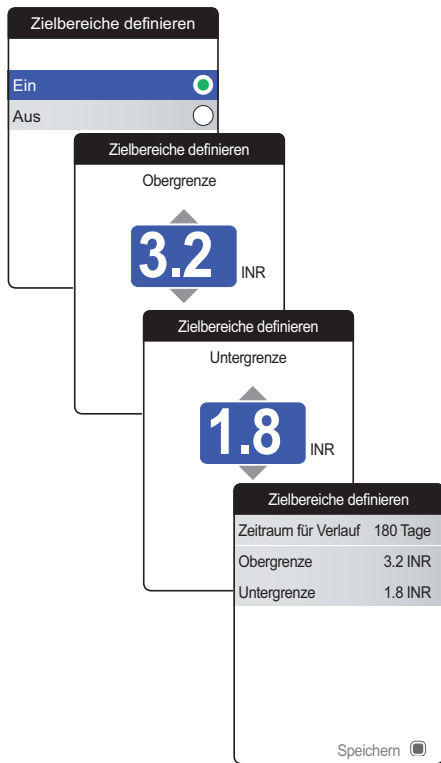 Zielbereiche definieren
Ein
Aus
Zielbereiche definieren
Obergrenze
3.2 INR
Zielbereiche definieren
Untergrenze
1.8 INR
Zielbereiche definieren
Zeitraum für Verlauf 180 Tage
Obergrenze 3.2 INR
Untergrenze 1.8 INR
Speichern